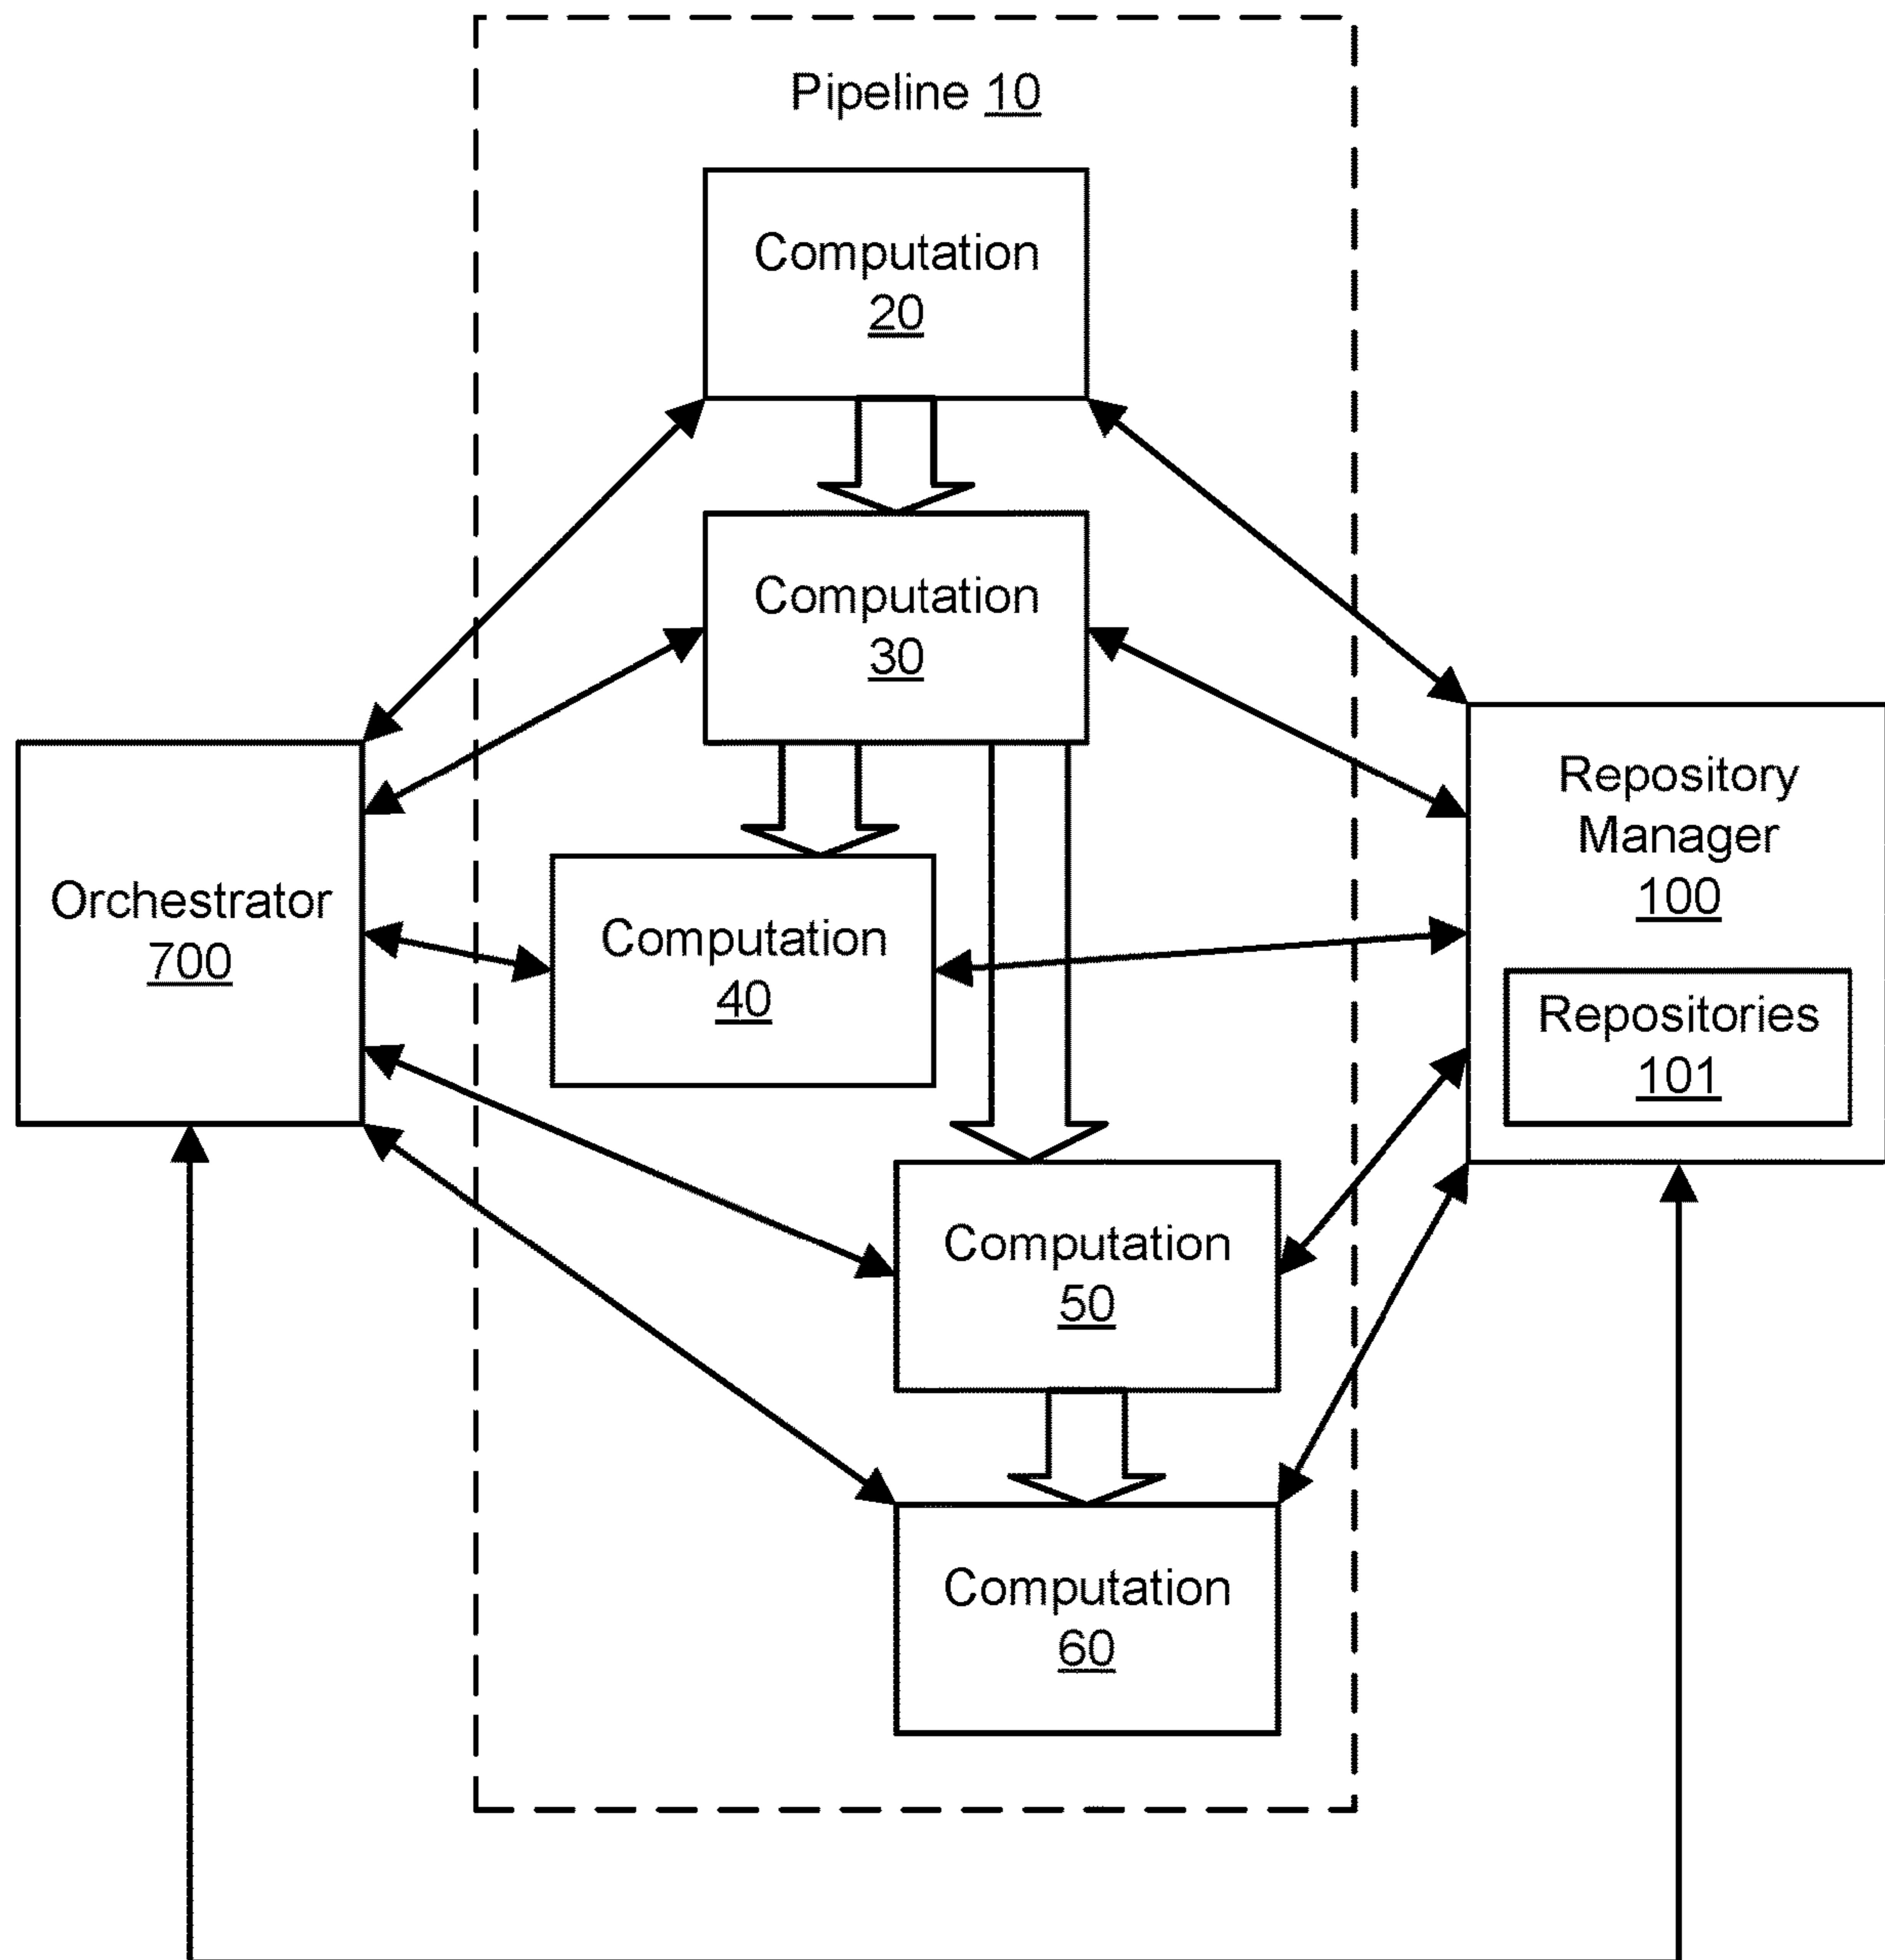 Pipeline 10
Computation
20
Computation
30
Repository
Manager
100
Orchestrator
700
Computation
40
Repositories
101
Computation
50
Computation
60